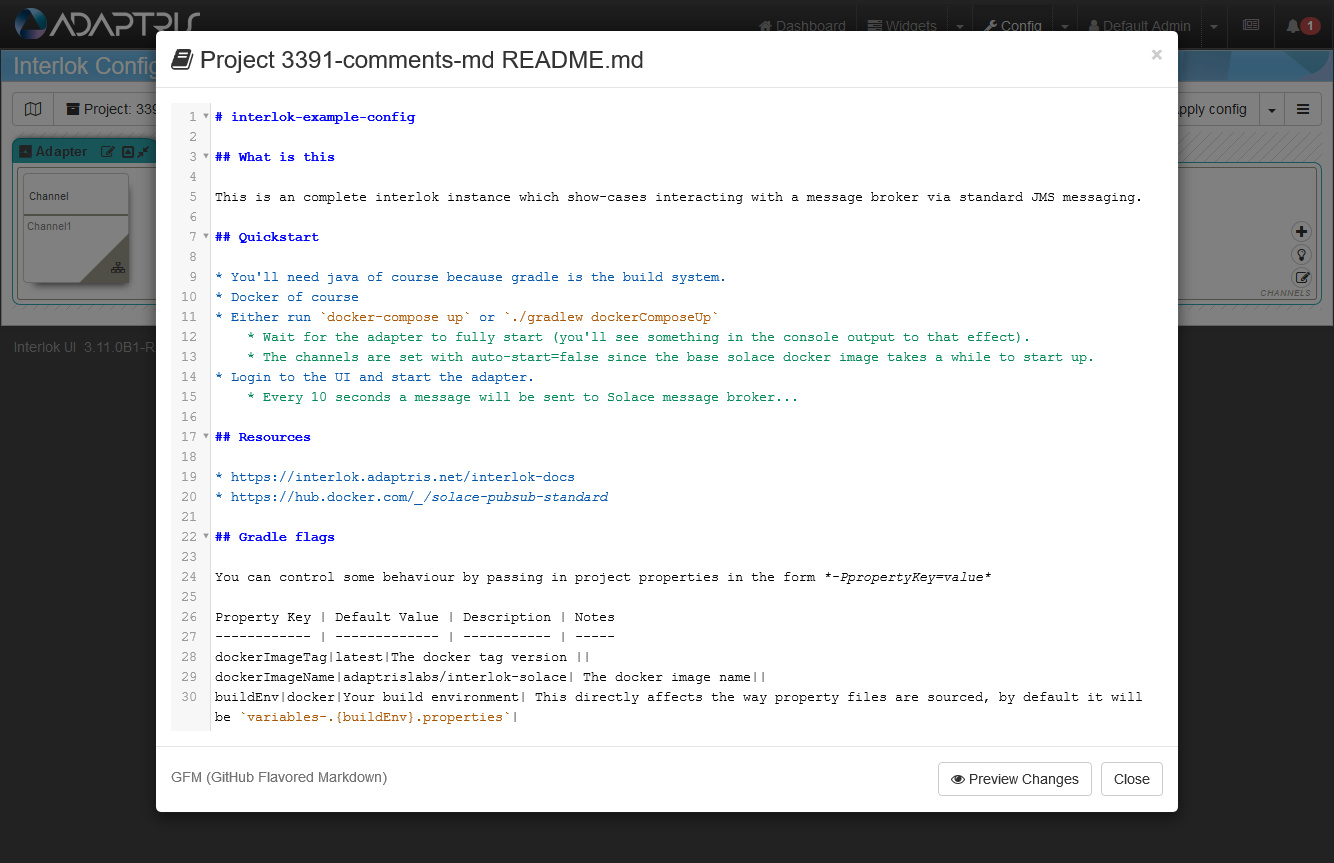 ADAPTRIS
Dashboard
Widgets
Config
Default Admin
1
Interlok Config
Project: 339
pply config
Adapter
Channel
Channel1
CHANNELS
Interlok UI 3.11.0B1-R
Project 3391-comments-md README.md
×
1 # interlok-example-config
2
3 ## What is this
4
5 This is an complete interlok instance which show-cases interacting with a message broker via standard JMS messaging.
6
7 ## Quickstart
8
9 * You'll need java of course because gradle is the build system.
10 * Docker of course
11 * Either run `docker-compose up` or `./gradlew dockerComposeUp`
12 * Wait for the adapter to fully start (you'll see something in the console output to that effect).
13 * The channels are set with auto-start=false since the base solace docker image takes a while to start up.
14 * Login to the UI and start the adapter.
15 * Every 10 seconds a message will be sent to Solace message broker...
16
17 ## Resources
18
19 * https://interlok.adaptris.net/interlok-docs
20 * https://hub.docker.com/_/solace-pubsub-standard
21
22 ## Gradle flags
23
24 You can control some behaviour by passing in project properties in the form *-PpropertyKey=value*
25
26 Property Key | Default Value | Description | Notes
27 ------------ | ------------- | ----------- | -----
28 dockerImageTag|latest|The docker tag version ||
29 dockerImageName|adaptrislabs/interlok-solace| The docker image name||
30 buildEnv|docker|Your build environment| This directly affects the way property files are sourced, by default it will
be `variables-.{buildEnv}.properties`|
GFM (GitHub Flavored Markdown)
Preview Changes
Close